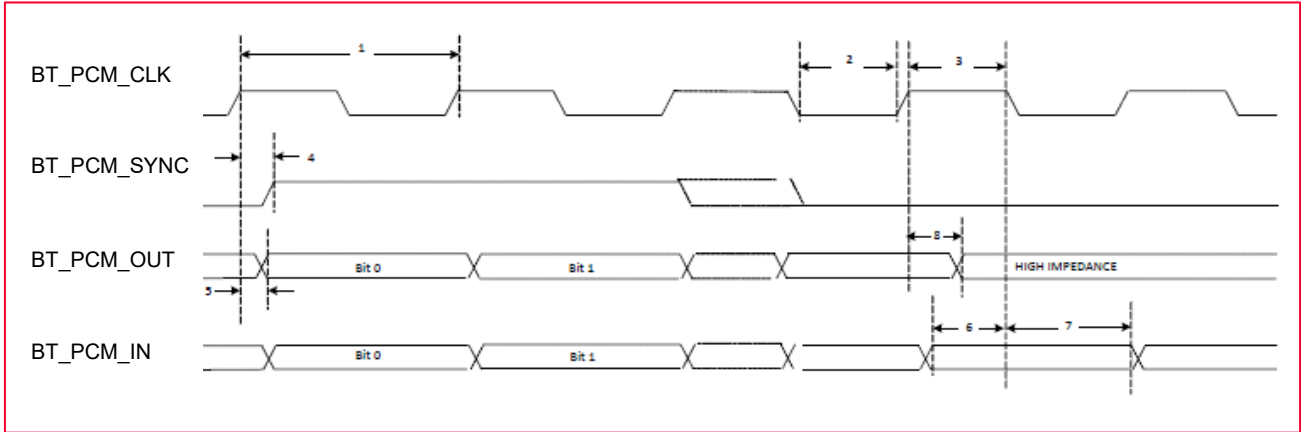 1
2
3
BT_PCM_CLK
BT_PCM_SYNC
4
BT_PCM_OUT
Bit 0
Bit 1
8
HIGH IMPEDANCE
5
BT_PCM_IN
Bit 0
Bit 1
6
7